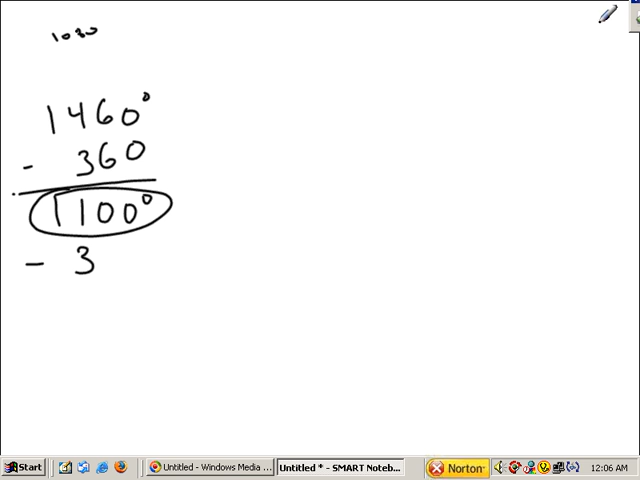 1080
1460°
- 360
1100°
- 3
Start
Untitled - Windows Media ...
Untitled * - SMART Noteb...
Norton
12:06 AM